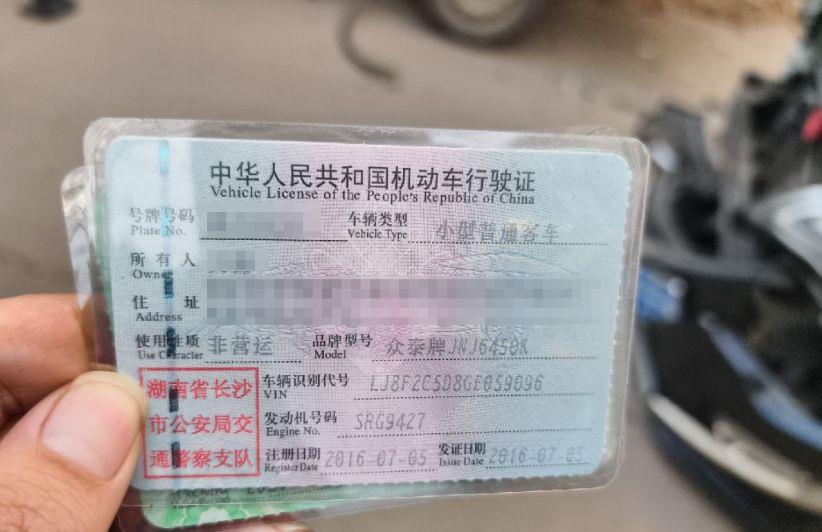 中华人民共和国机动车行驶证
Vehicle License of the People's Republic of China
号牌号码
Plate No.
车辆类型 小型普通客车
Vehicle Type
所有人
Owner
住址
Address
使用性质 非营运
Use Character
品牌型号 众泰牌JNJ6450K
Model
湖南省长沙
市公安局交
通警察支队
车辆识别代号 LJ8F2C5D8GE059096
VIN
发动机号码 SRG9427
Engine No.
注册日期 2016-07-05
Register Date
发证日期 2016-07-05
Issue Date